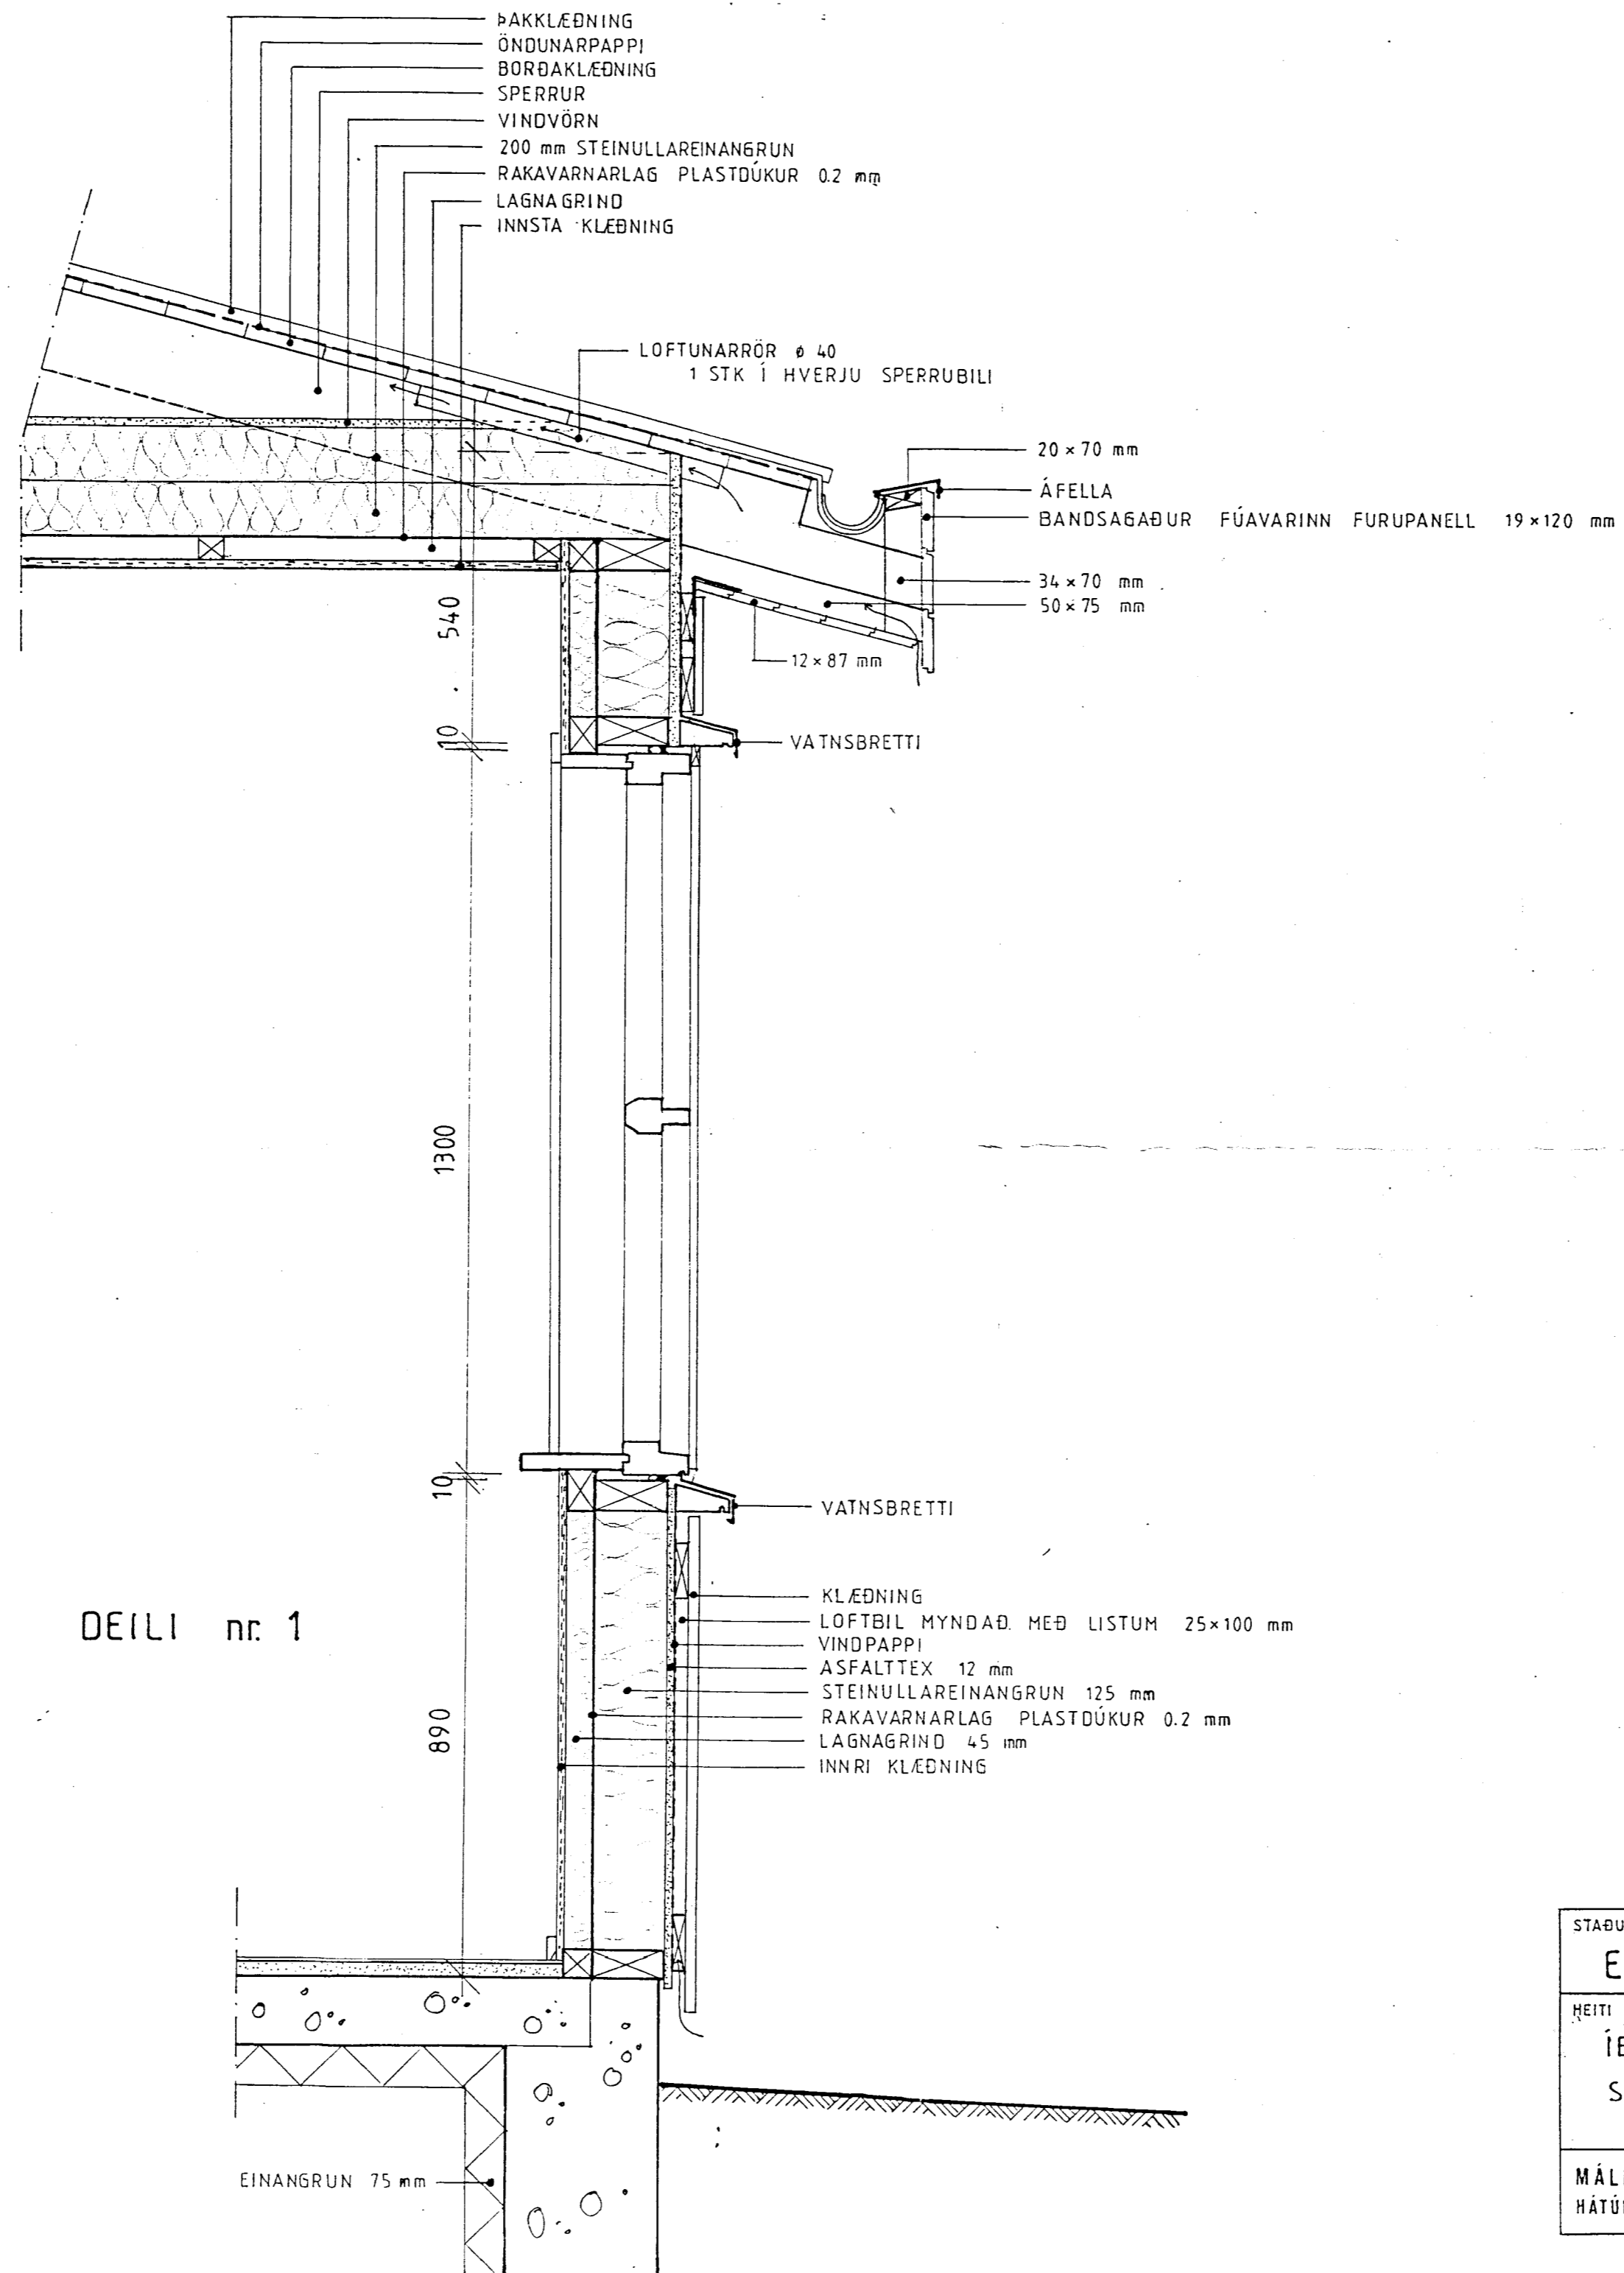 ÞAKKLÆÐNING
ÖNDUNARPAPPI
BORÐAKLÆÐNING
SPERRUR
VINDVÖRN
200 mm STEINULLAREINANGRUN
RAKAVARNARLAG PLASTDÚKUR 0.2 mm
LAGNAGRIND
INNSTA KLÆÐNING
LOFTUNARRÖR ø 40
1 STK Í HVERJU SPERRUBILI
20×70 mm
ÁFELLA
BANDSAGAÐUR FÚAVARINN FURUPANELL 19×120 mm
34×70 mm
50×75 mm
12×87 mm
540
10
VATNSBRETTI
1300
10
VATNSBRETTI
KLÆÐNING
LOFTBIL MYNDAÐ. MEÐ LISTUM 25×100 mm
VINDPAPPI
ASFALTTEX 12 mm
STEINULLAREINANGRUN 125 mm
RAKAVARNARLAG PLASTDÚKUR 0.2 mm
LAGNAGRIND 45 mm
INNRI KLÆÐNING
DEILI nr. 1
890
EINANGRUN 75 mm
STAÐU
E
HEITI
S
MÁL
HÁTÚ